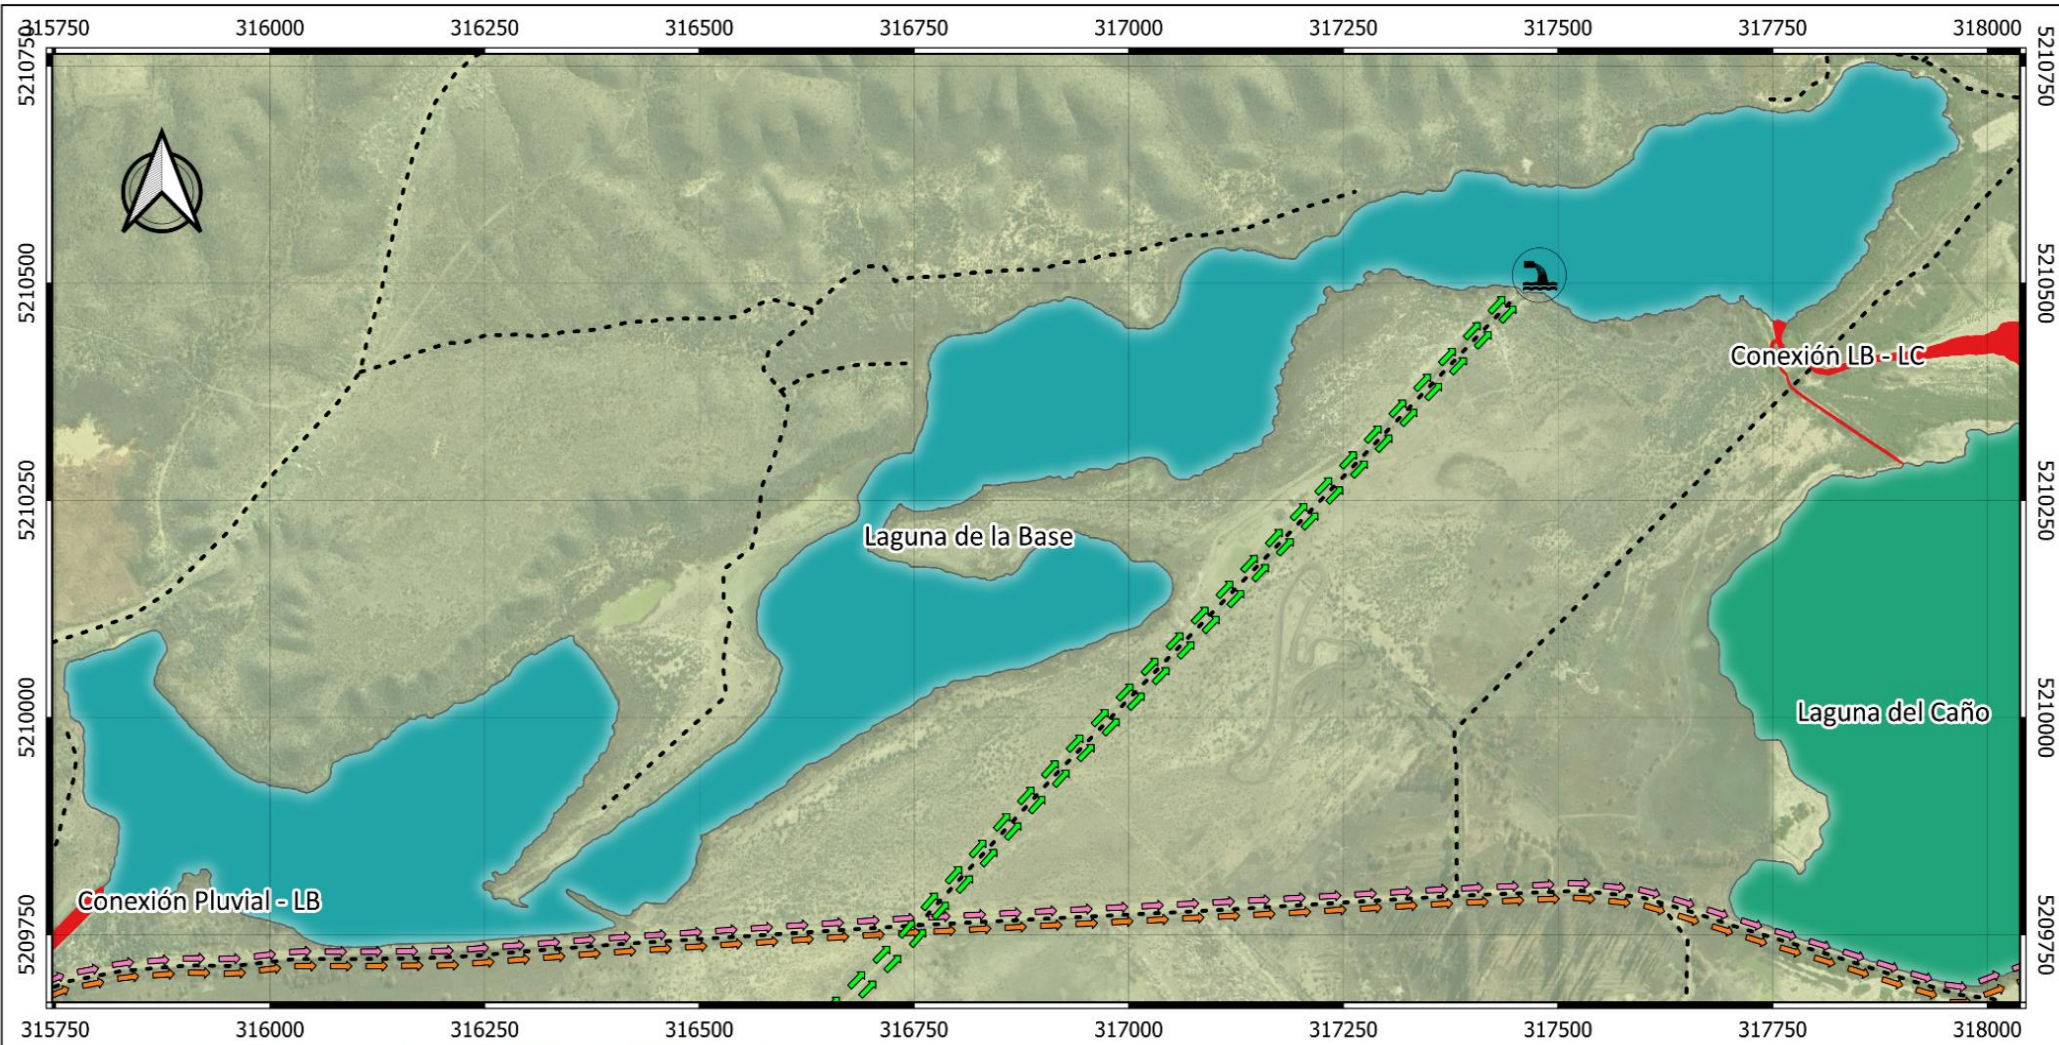 315750 316000 316250 316500 316750 317000 317250 317500 317750 318000
5210750 5210750
5210500 5210500
Conexión LB - LC
5210250 5210250
Laguna de la Base
5210000 5210000
Laguna del Caño
Conexión Pluvial - LB
5209750 5209750
315750 316000 316250 316500 316750 317000 317250 317500 317750 318000